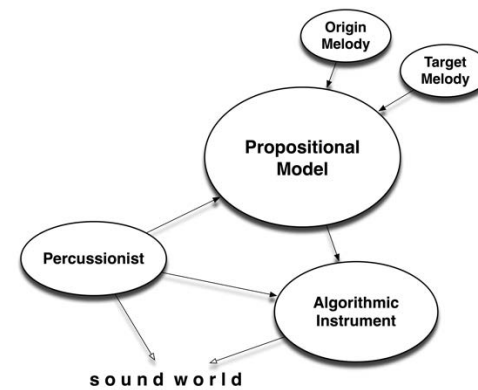 Origin
Melody
Target
Melody
Propositional
Model
Percussionist
Algorithmic
Instrument
sound world